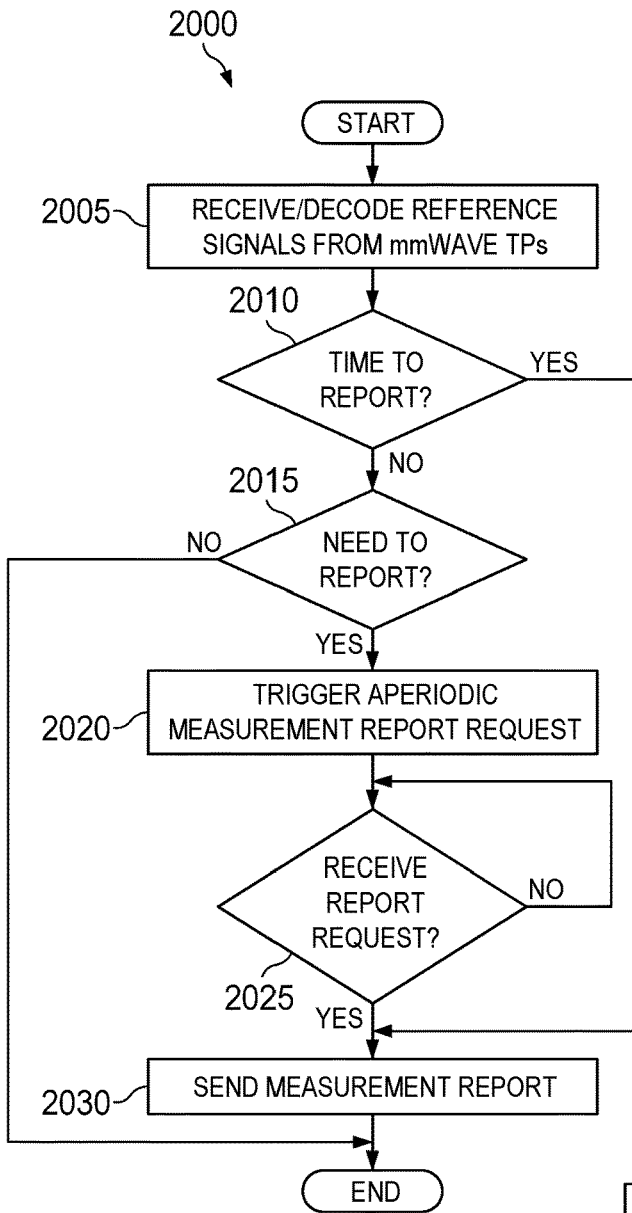 2000
START
2005
RECEIVE/DECODE REFERENCE
SIGNALS FROM mmWAVE TPs
2010
TIME TO
REPORT?
YES
NO
2015
NO
NEED TO
REPORT?
YES
2020
TRIGGER APERIODIC
MEASUREMENT REPORT REQUEST
RECEIVE
REPORT
REQUEST?
NO
2025
YES
2030
SEND MEASUREMENT REPORT
END